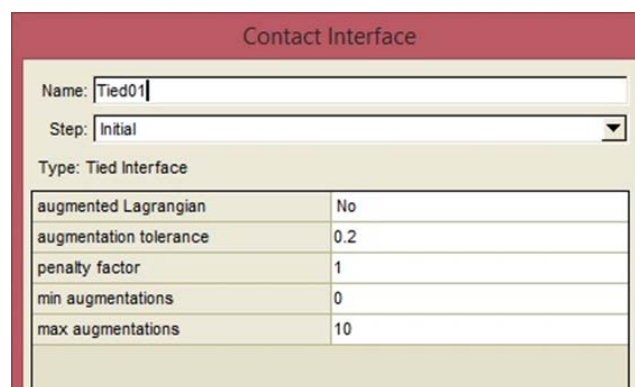 Contact Interface
Name: Tied01
Step: Initial
Type: Tied Interface
augmented Lagrangian No
augmentation tolerance 0.2
penalty factor 1
min augmentations 0
max augmentations 10